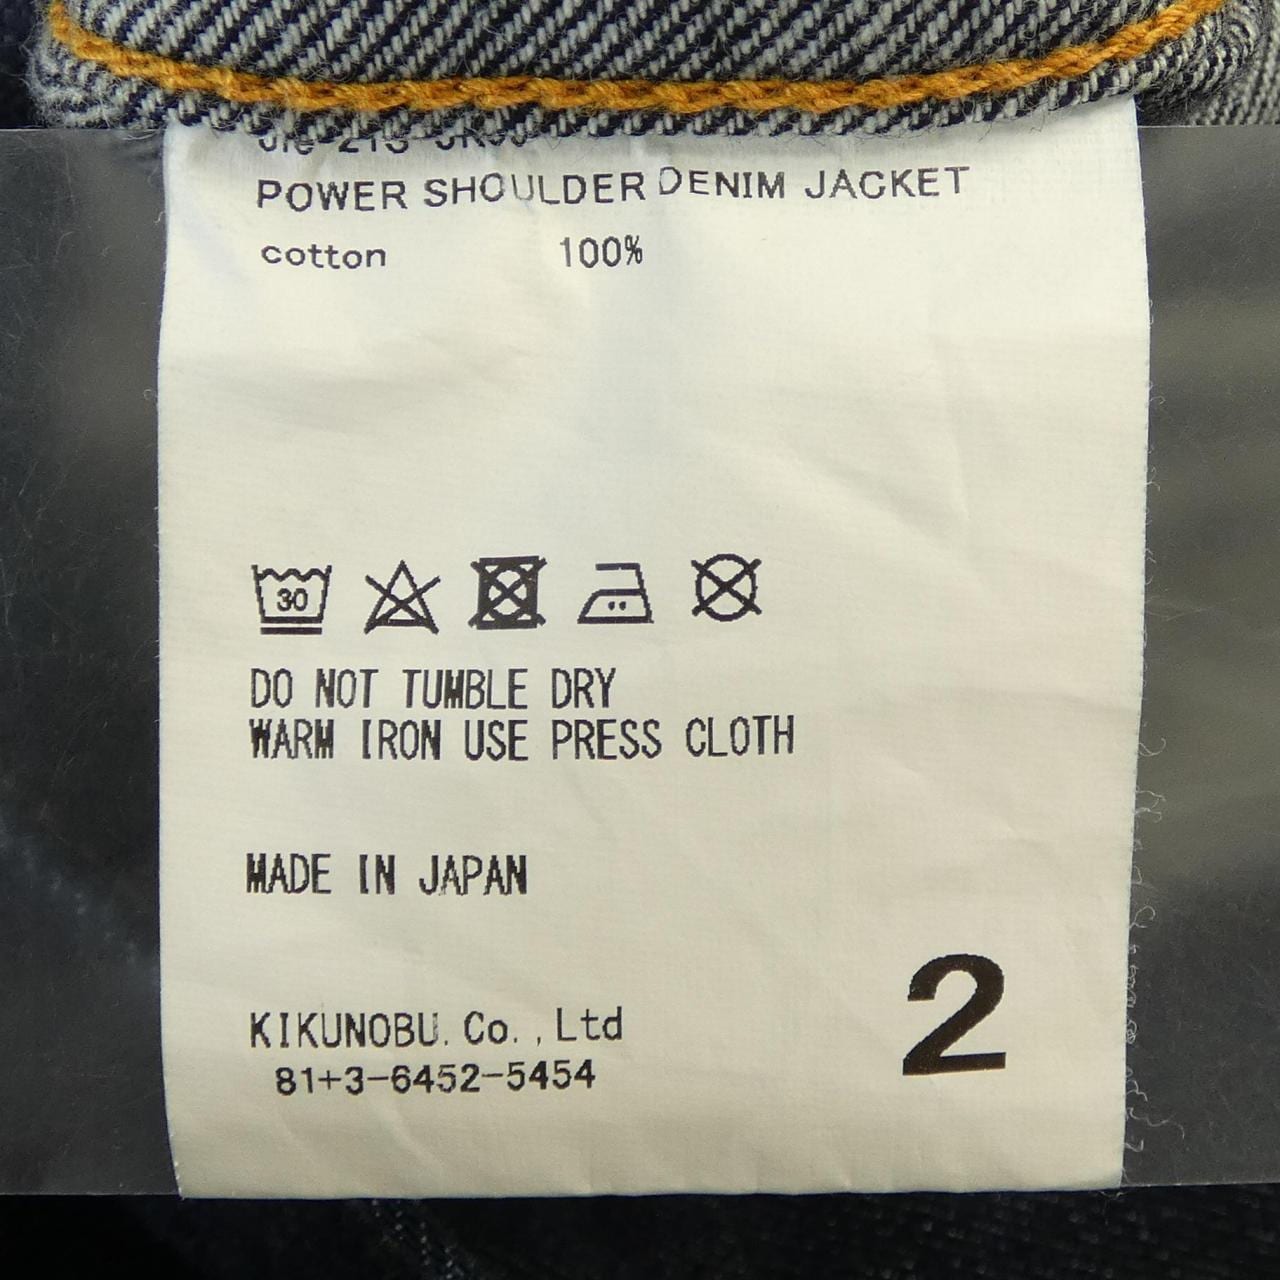 POWER SHOULDER DENIM JACKET
cotton 100%
30
DO NOT TUMBLE DRY
WARM IRON USE PRESS CLOTH
MADE IN JAPAN
KIKUNOBU. Co. ,Ltd
81+3-6452-5454
2